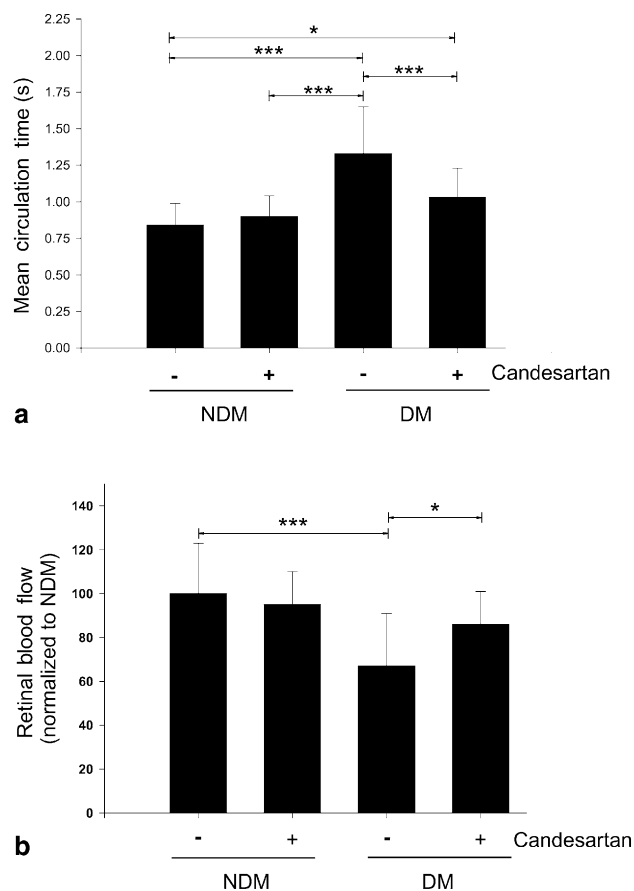 2.25
2.00
1.75
1.50
1.25
1.00
0.75
0.50
0.25
0.00
Mean circulation time (s)
*
***
***
***
- + - + Candesartan
NDM DM
a
140
120
100
80
60
40
20
0
Retinal blood flow
(normalized to NDM)
***
*
- + - + Candesartan
NDM DM
b